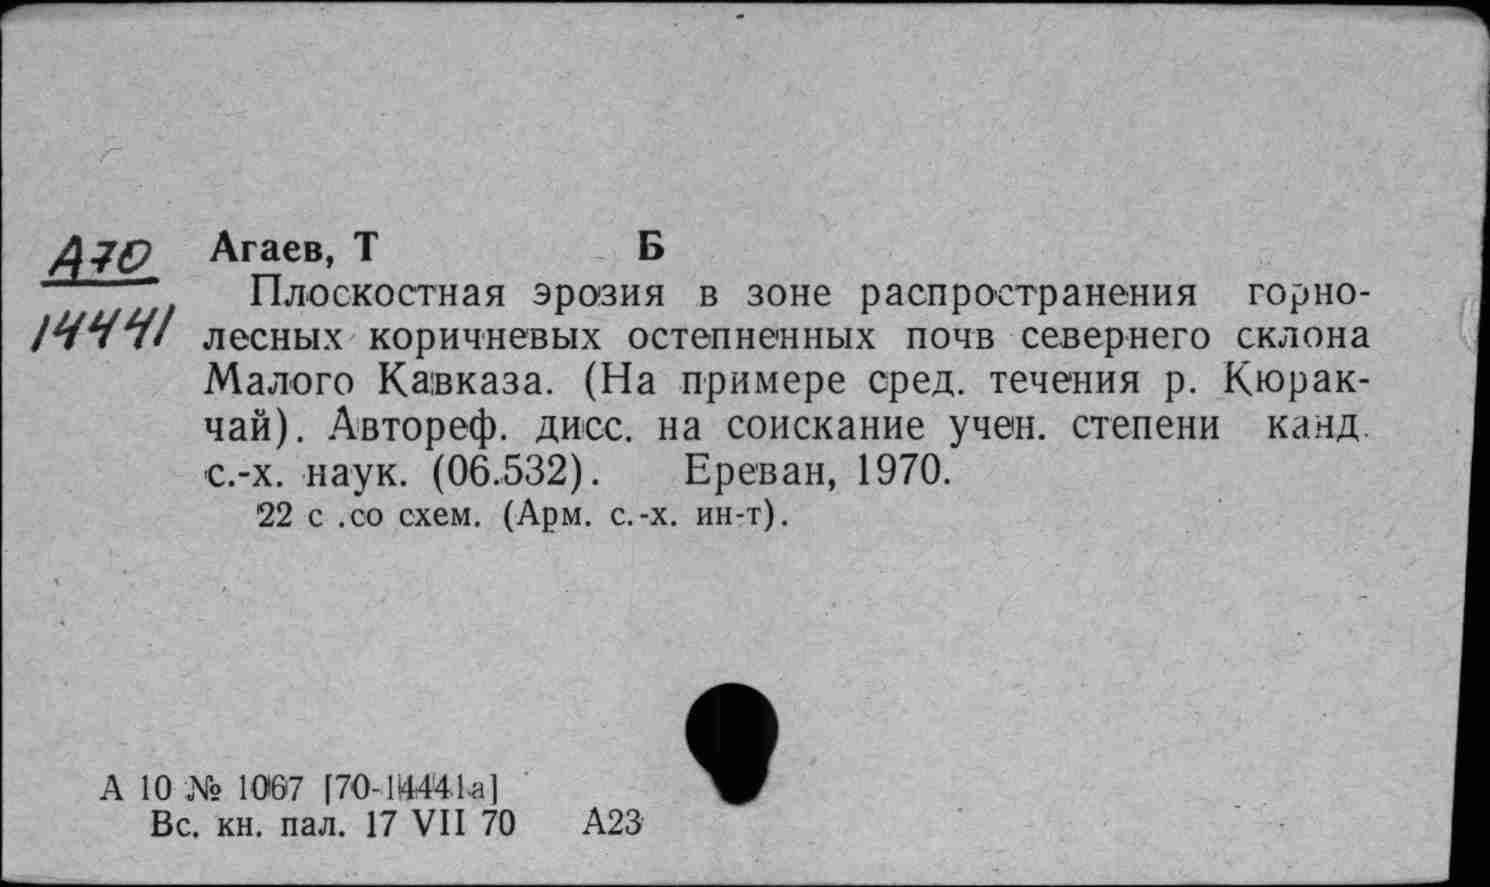 А70
14441
Агаев, Т Б
Плоскостная эрозия в зоне распространения горно-
лесных коричневых остепненных почв северного склона
Малого Кавказа. (На примере сред. течения р. Кюрак-
чай). Автореф. дисс. на соискание учен. степени канд.
с.-х. наук. (06.532). Ереван, 1970.
22 с .со схем. (Арм. с.-х. ин-т).
А 10 № 1067 [70-14441а]
Вс. кн. пал. 17 VII 70 А23